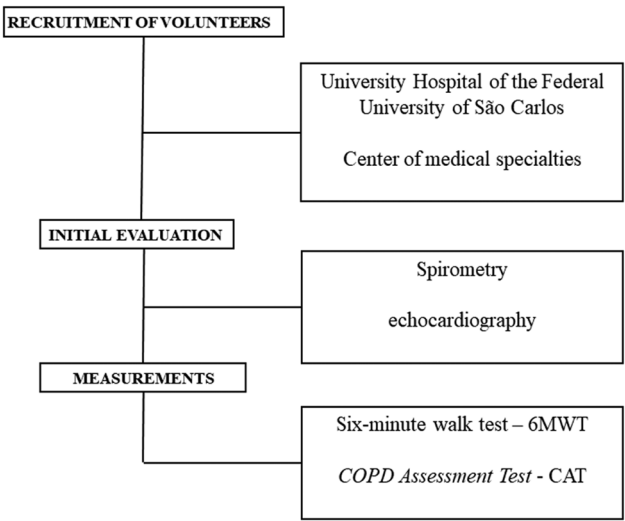 RECRUITMENT OF VOLUNTEERS
University Hospital of the Federal
University of São Carlos
Center of medical specialties
INITIAL EVALUATION
Spirometry
echocardiography
MEASUREMENTS
Six-minute walk test – 6MWT
COPD Assessment Test - CAT